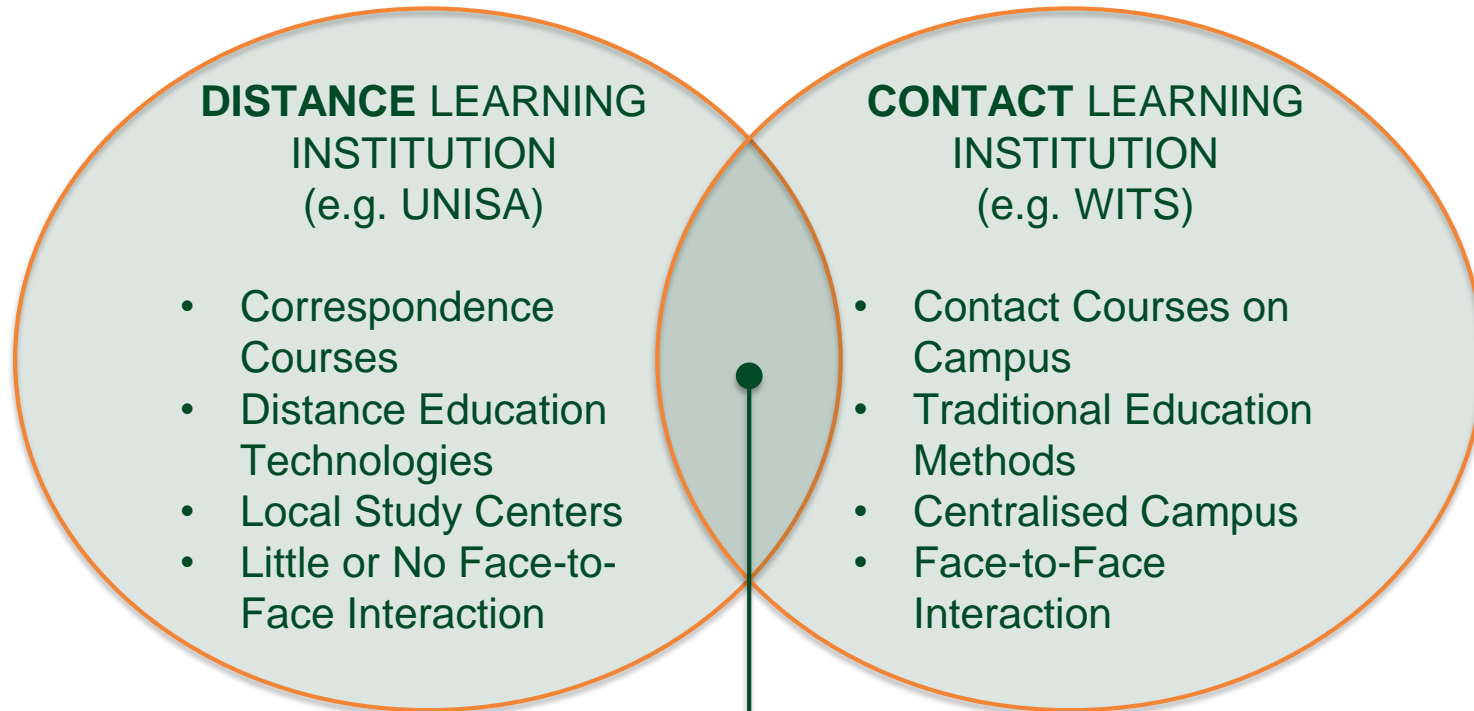 DISTANCE LEARNING
INSTITUTION
(e.g. UNISA)
• Correspondence
Courses
• Distance Education
Technologies
• Local Study Centers
• Little or No Face-to-
Face Interaction
CONTACT LEARNING
INSTITUTION
(e.g. WITS)
• Contact Courses on
Campus
• Traditional Education
Methods
• Centralised Campus
• Face-to-Face
Interaction